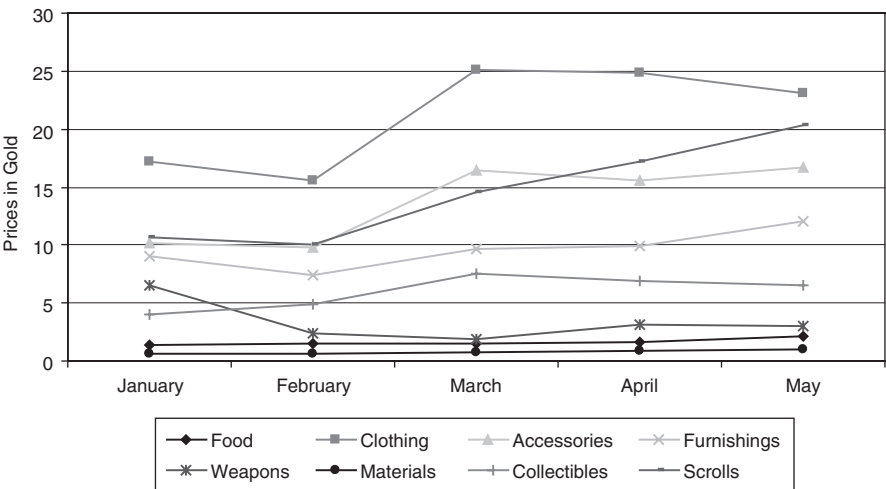 Prices in Gold
30
25
20
15
10
5
0
January February March April May
Food Clothing Accessories Furnishings
Weapons Materials Collectibles Scrolls